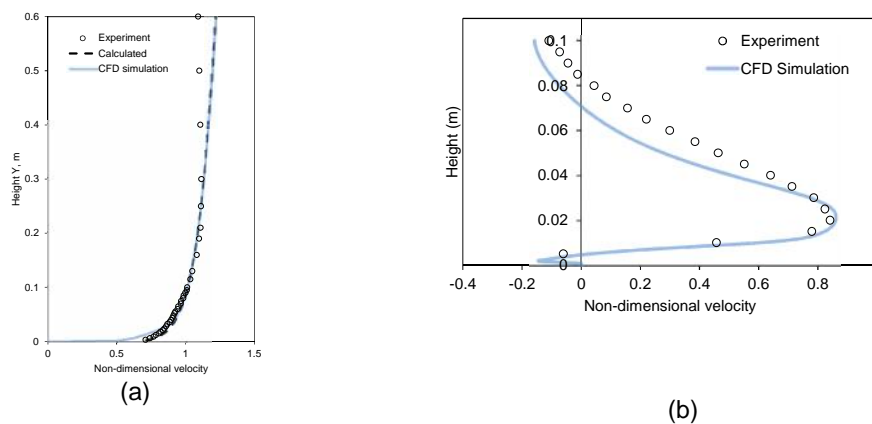 0.6
0.5
0.4
0.3
0.2
0.1
0
Height Y, m
Experiment
Calculated
CFD simulation
0 0.5 1 1.5
Non-dimensional velocity
(a)
0.1
0.08
0.06
0.04
0.02
0
Height (m)
Experiment
CFD Simulation
-0.4 -0.2 0 0.2 0.4 0.6 0.8
Non-dimensional velocity
(b)